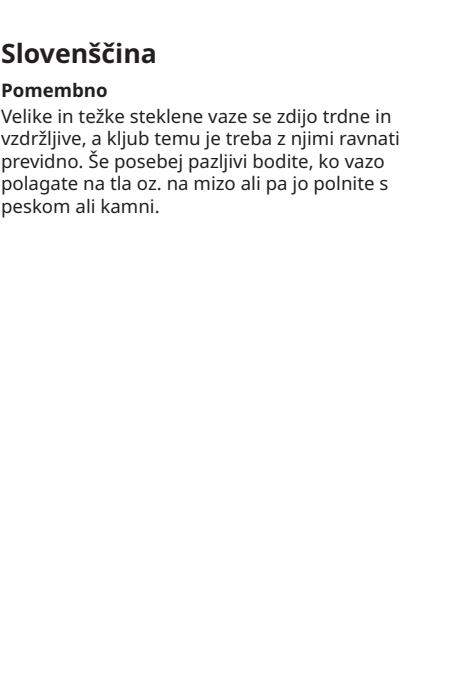 Slovenščina
Pomembno
Velike in težke steklene vaze se zdijo trdne in
vzdržljive, a kljub temu je treba z njimi ravnati
previdno. Še posebej pazljivi bodite, ko vazo
polagate na tla oz. na mizo ali pa jo polnite s
peskom ali kamni.